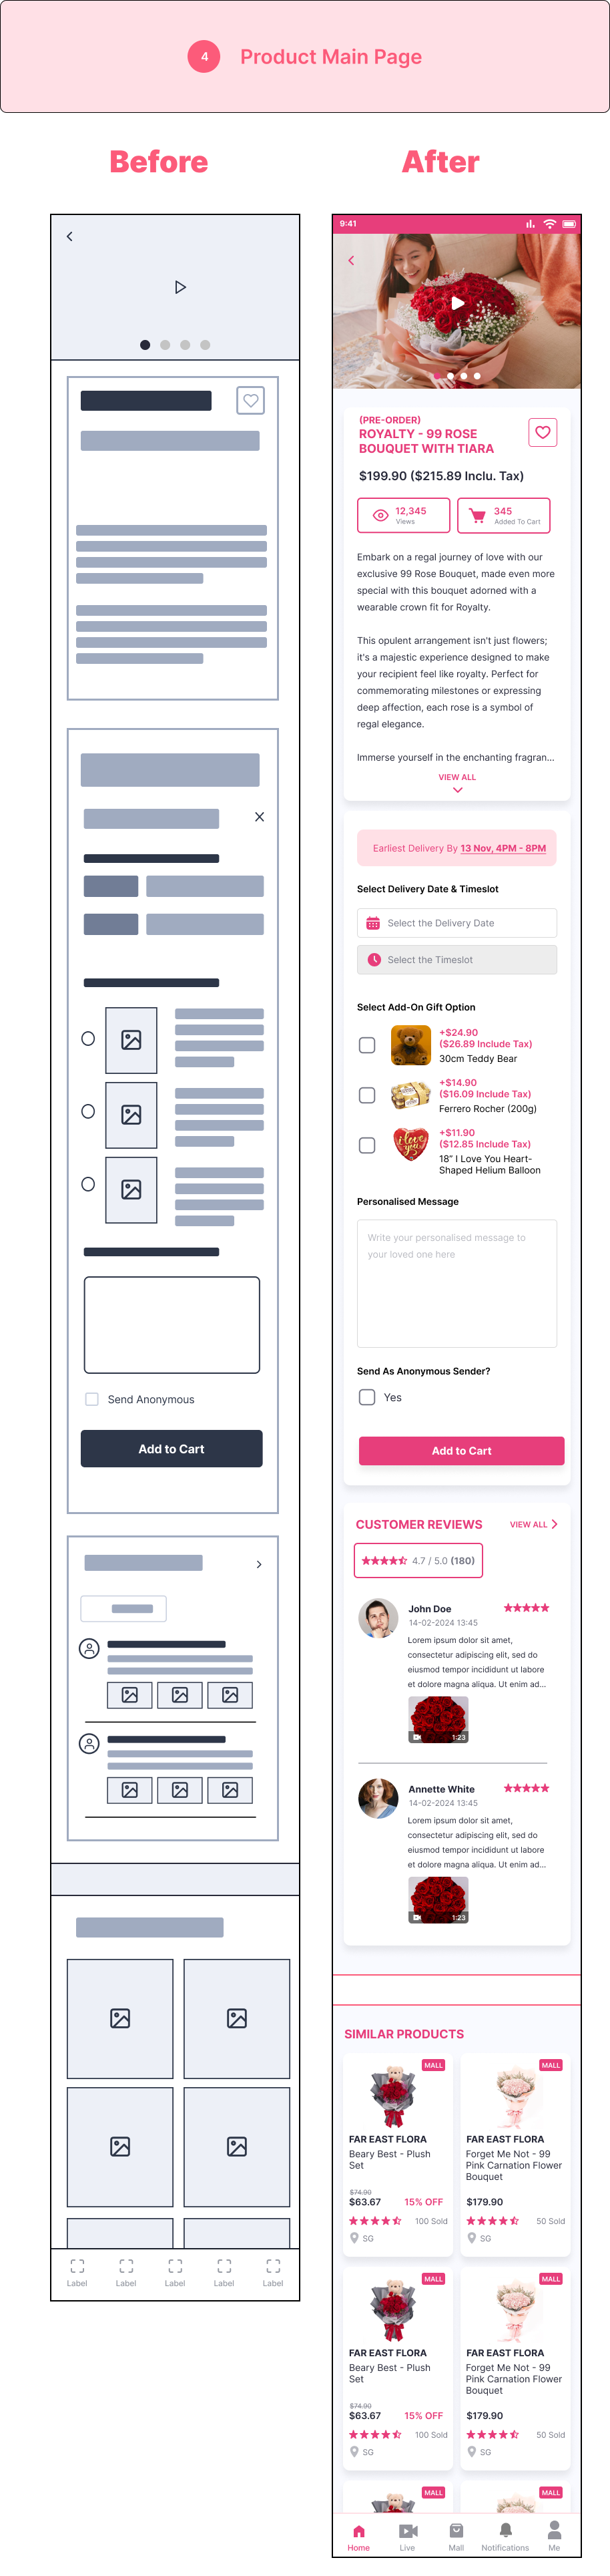 4
Product Main Page
Before
After
Send Anonymous
Add to Cart
Label
Label
Label
Label
Label
9:41
(PRE-ORDER)
ROYALTY - 99 ROSE
BOUQUET WITH TIARA
$199.90 ($215.89 Inclu. Tax)
12,345
Views
345
Added To Cart
Embark on a regal journey of love with our
exclusive 99 Rose Bouquet, made even more
special with this bouquet adorned with a
wearable crown fit for Royalty.
This opulent arrangement isn't just flowers;
it's a majestic experience designed to make
your recipient feel like royalty. Perfect for
commemorating milestones or expressing
deep affection, each rose is a symbol of
regal elegance.
Immerse yourself in the enchanting fragran...
VIEW ALL
Earliest Delivery By 13 Nov, 4PM - 8PM
Select Delivery Date & Timeslot
Select the Delivery Date
Select the Timeslot
Select Add-On Gift Option
+$24.90
($26.89 Include Tax)
30cm Teddy Bear
+$14.90
($16.09 Include Tax)
Ferrero Rocher (200g)
I love you
+$11.90
($12.85 Include Tax)
18” I Love You Heart-
Shaped Helium Balloon
Personalised Message
Write your personalised message to
your loved one here
Send As Anonymous Sender?
Yes
Add to Cart
CUSTOMER REVIEWS
VIEW ALL
4.7 / 5.0 (180)
John Doe
14-02-2024 13:45
Lorem ipsum dolor sit amet,
consectetur adipiscing elit, sed do
eiusmod tempor incididunt ut labore
et dolore magna aliqua. Ut enim ad...
1:23
Annette White
14-02-2024 13:45
Lorem ipsum dolor sit amet,
consectetur adipiscing elit, sed do
eiusmod tempor incididunt ut labore
et dolore magna aliqua. Ut enim ad...
1:23
SIMILAR PRODUCTS
MALL
FAR EAST FLORA
Beary Best - Plush
Set
$74.90
$63.67
15% OFF
100 Sold
SG
MALL
FAR EAST FLORA
Forget Me Not - 99
Pink Carnation Flower
Bouquet
$179.90
50 Sold
SG
MALL
FAR EAST FLORA
Beary Best - Plush
Set
$74.90
$63.67
15% OFF
100 Sold
SG
MALL
FAR EAST FLORA
Forget Me Not - 99
Pink Carnation Flower
Bouquet
$179.90
50 Sold
SG
MALL
MALL
Home
Live
Mall
Notifications
Me